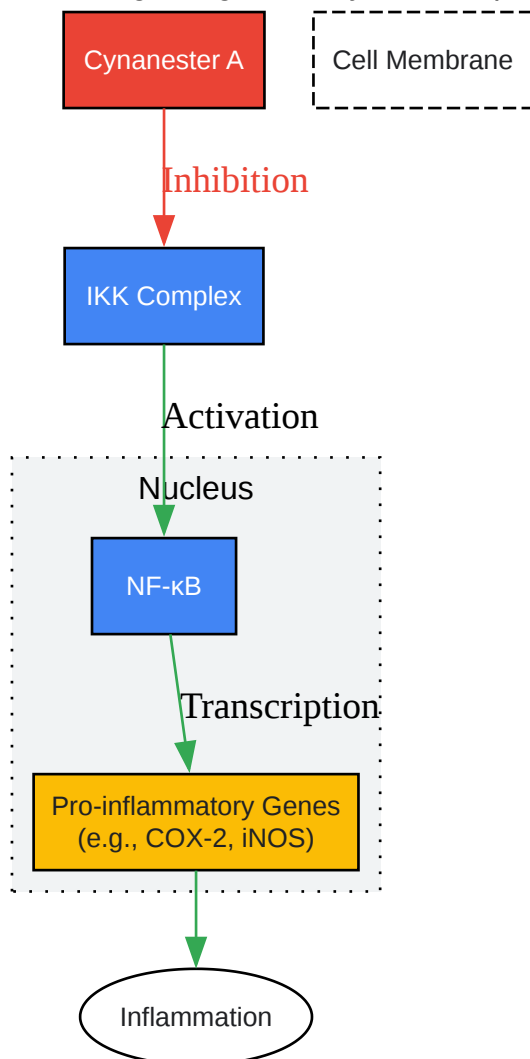 Cynanester A
Cell Membrane
Inhibition
IKK Complex
Activation
Nucleus
NF-κB
Transcription
Pro-inflammatory Genes
(e.g., COX-2, iNOS)
Inflammation